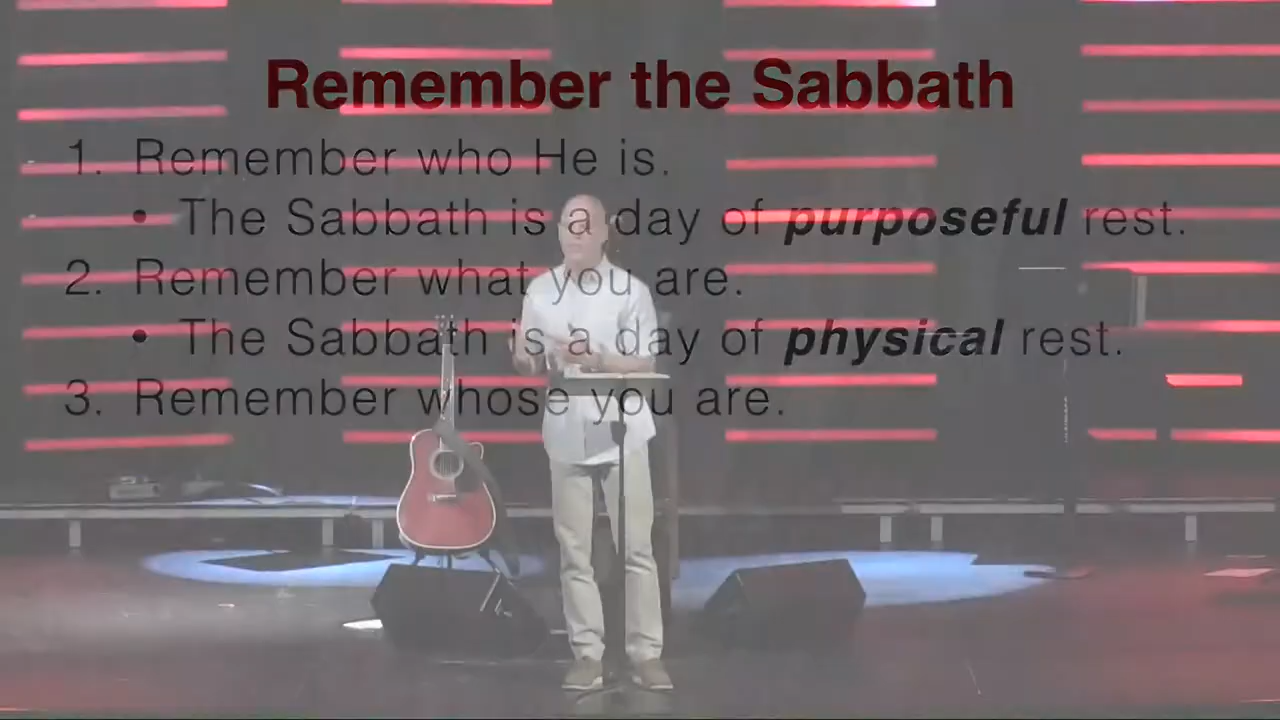 Remember the Sabbath
1. Remember who He is.
• The Sabbath is a day of purposeful rest.
2. Remember what you are.
• The Sabbath is a day of physical rest.
3. Remember whose you are.